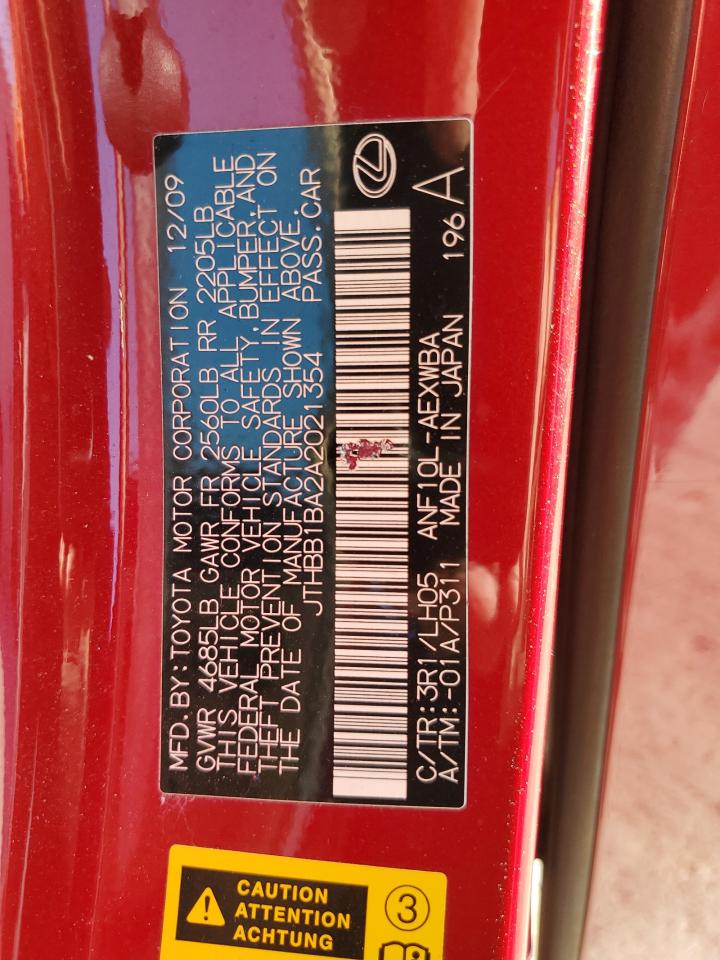 MFD. BY: TOYOTA MOTOR CORPORATION 12/09
GVWR 4685LB GAWR FR 2560LB RR 2205LB
THIS VEHICLE CONFORMS TO ALL APPLICABLE
FEDERAL MOTOR VEHICLE SAFETY, BUMPER, AND
THEFT PREVENTION STANDARDS IN EFFECT ON
THE DATE OF MANUFACTURE SHOWN ABOVE.
JTHBB1BA2A2021354 PASS. CAR
C/TR: 3R1/LH05 ANF10L-AEXWBA
A/TM: -01A/P311 MADE IN JAPAN 196 A
CAUTION
ATTENTION
ACHTUNG
3